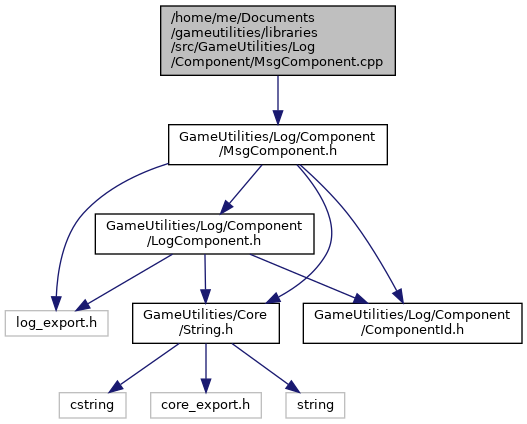 /home/me/Documents
/gameutilities/libraries
/src/GameUtilities/Log
/Component/MsgComponent.cpp
GameUtilities/Log/Component
/MsgComponent.h
GameUtilities/Log/Component
/LogComponent.h
log_export.h
GameUtilities/Core
/String.h
GameUtilities/Log/Component
/ComponentId.h
cstring
core_export.h
string